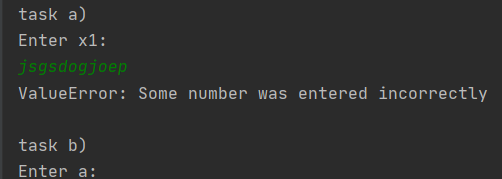 task a)
Enter x1:
jsgsdogjoep
ValueError: Some number was entered incorrectly
task b)
Enter a: